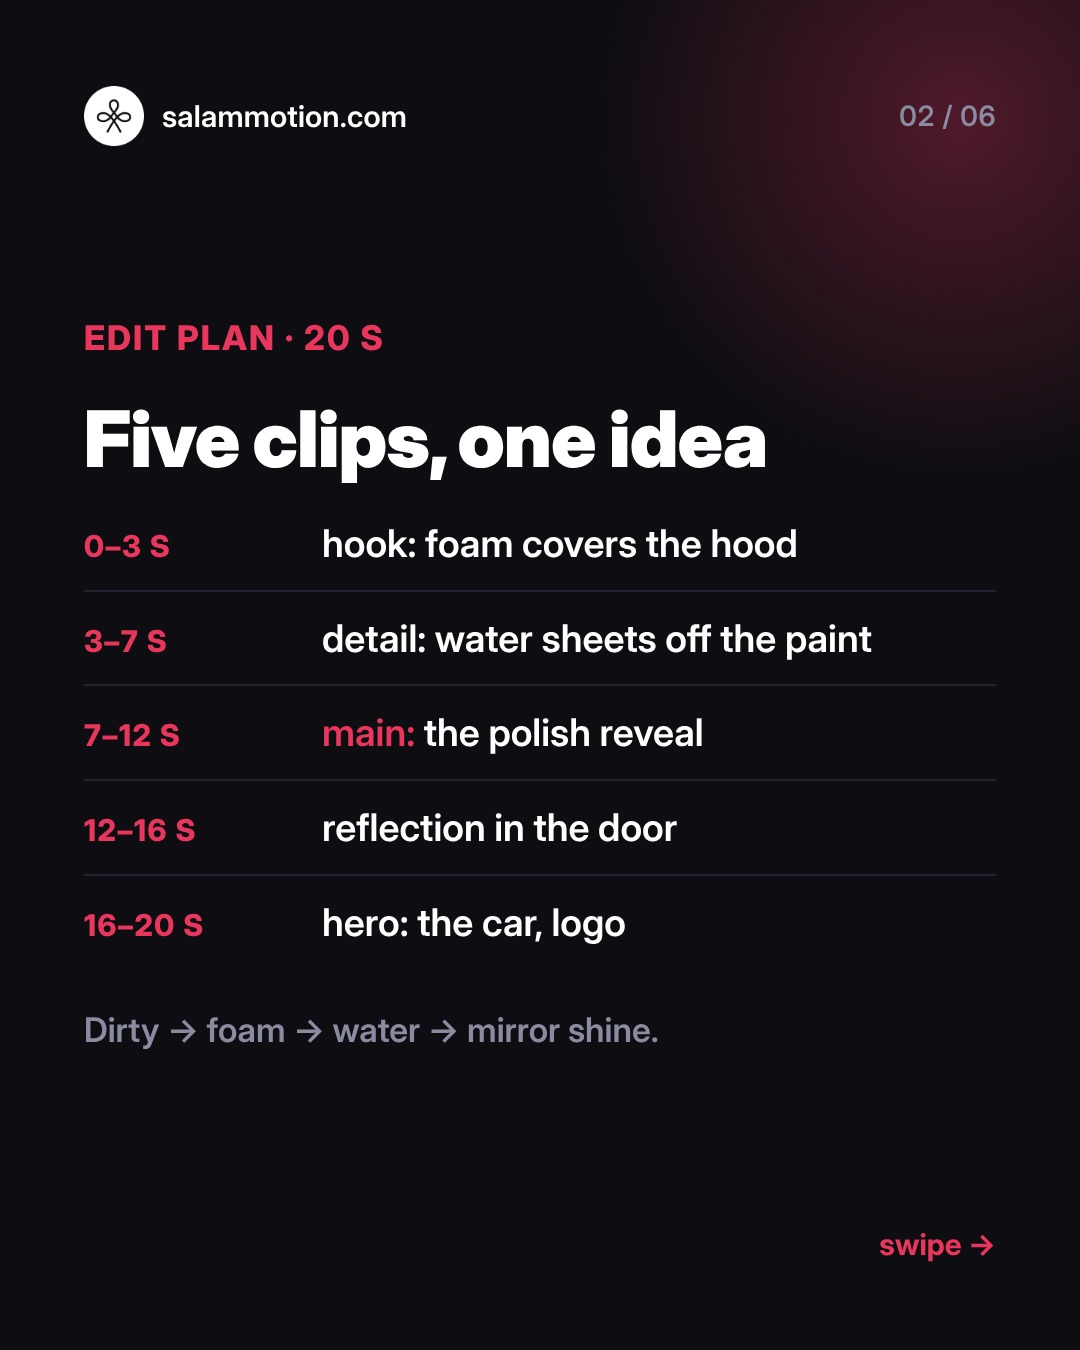 salammotion.com
02 / 06
EDIT PLAN · 20 S
Five clips, one idea
0–3 S hook: foam covers the hood
3–7 S detail: water sheets off the paint
7–12 S main: the polish reveal
12–16 S reflection in the door
16–20 S hero: the car, logo
Dirty → foam → water → mirror shine.
swipe →